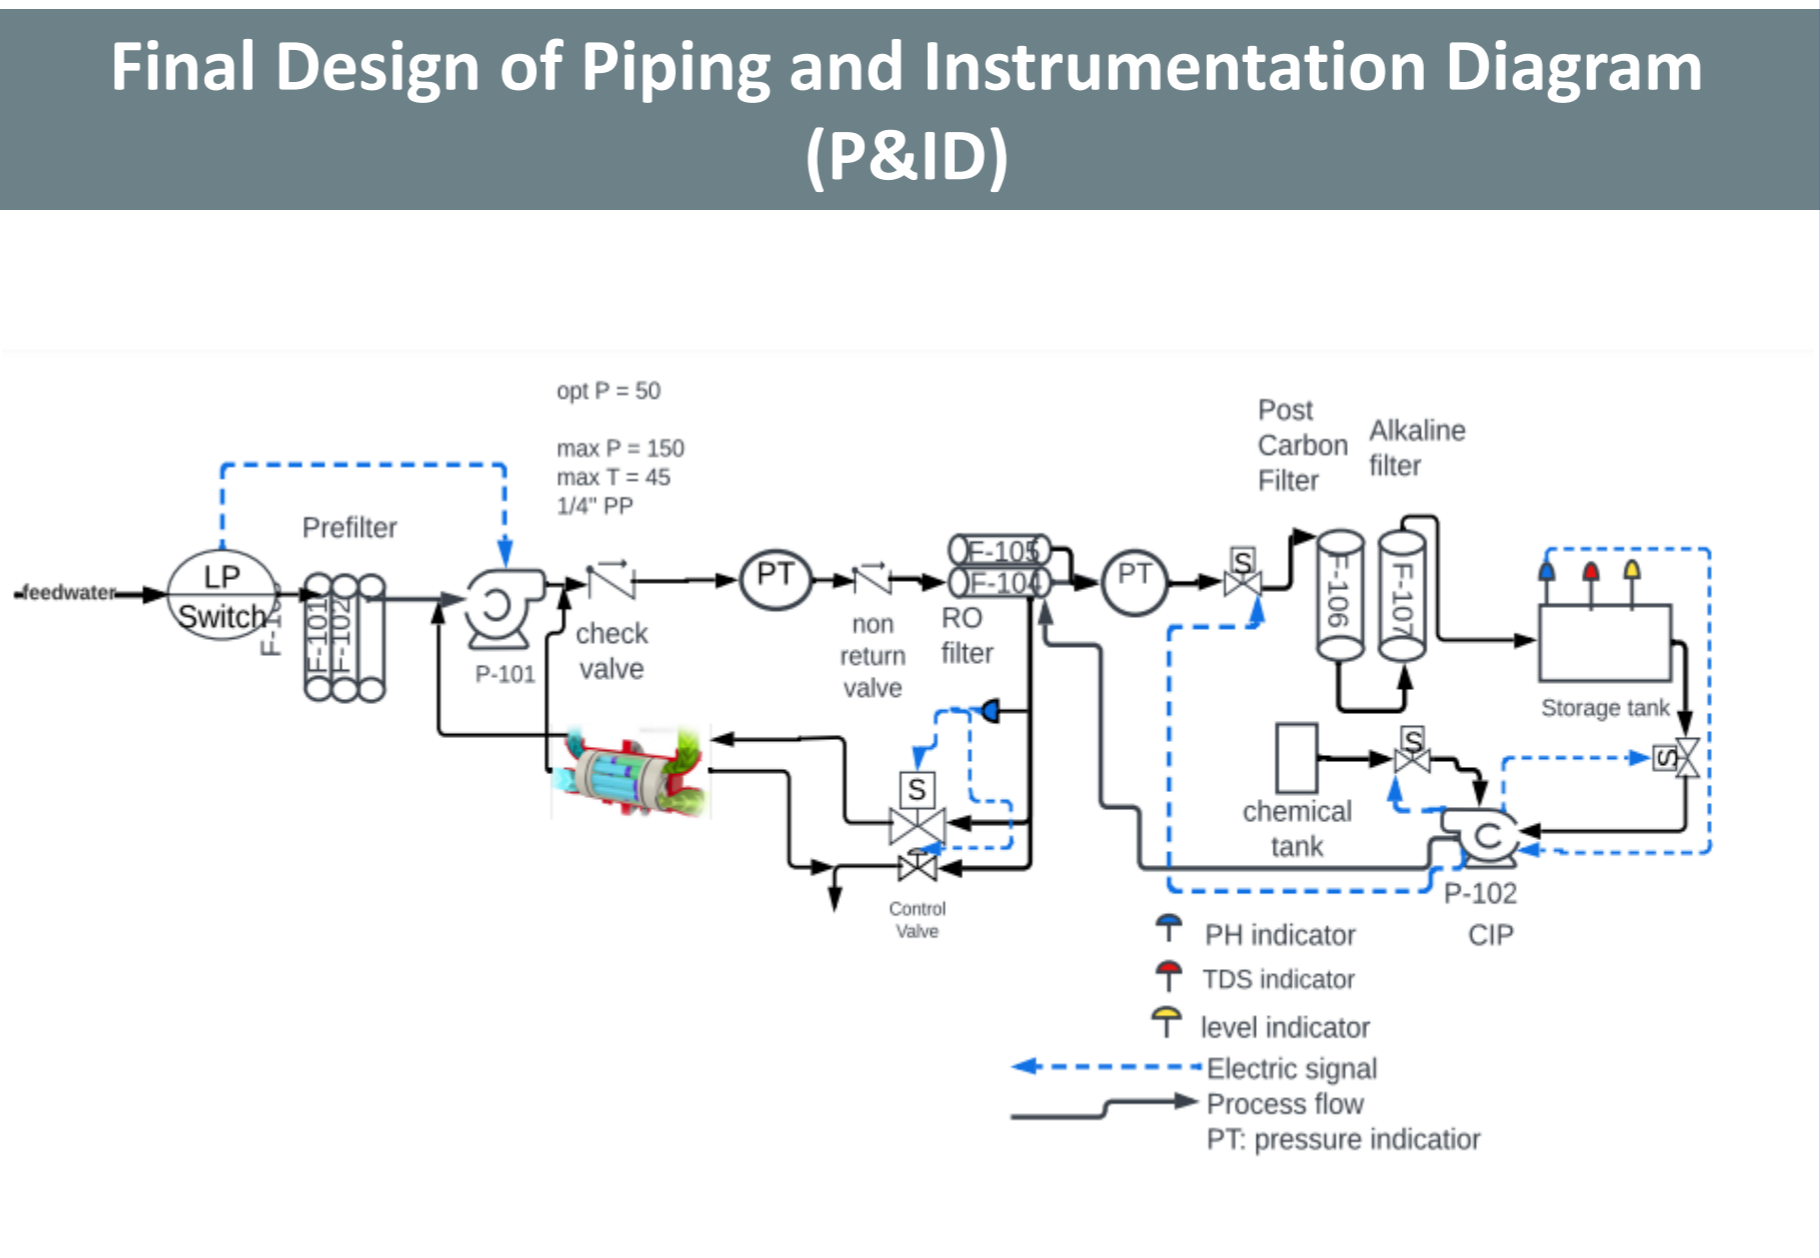 Final Design of Piping and Instrumentation Diagram
(P&ID)
opt P = 50
max P = 150
max T = 45
1/4" PP
Post
Carbon
Filter
Alkaline
filter
Prefilter
feedwater
LP
Switch
F-101
F-102
P-101
check
valve
PT
non
return
valve
F-105
F-104
RO
filter
PT
S
F-106
F-107
Storage tank
S
S
chemical
tank
S
C
P-102
CIP
Control
Valve
PH indicator
TDS indicator
level indicator
Electric signal
Process flow
PT: pressure indicatior